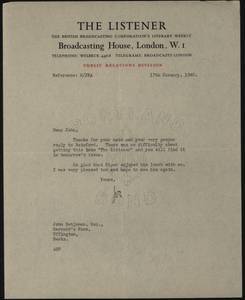 THE LISTENER
THE BRITISH BROADCASTING CORPORATION'S LITERARY WEEKLY
Broadcasting House, London, W.1
TELEPHONE: WELBECK 4468 TELEGRAMS: BROADCASTS LONDON
PUBLIC RELATIONS DIVISION
Reference: 17th January, 1940.
Dear John,
Thanks for your note and your very proper
reply to There was no difficulty about
getting this into "The Listener" and you will find it
in tomorrow's issue.
So glad that Piper enjoyed his lunch with us.
I was very pleased too and hope to see him again.
Yours,
Joe
John Betjeman, Esq.,
Garrard's Farm,
Uffington,
Berks.